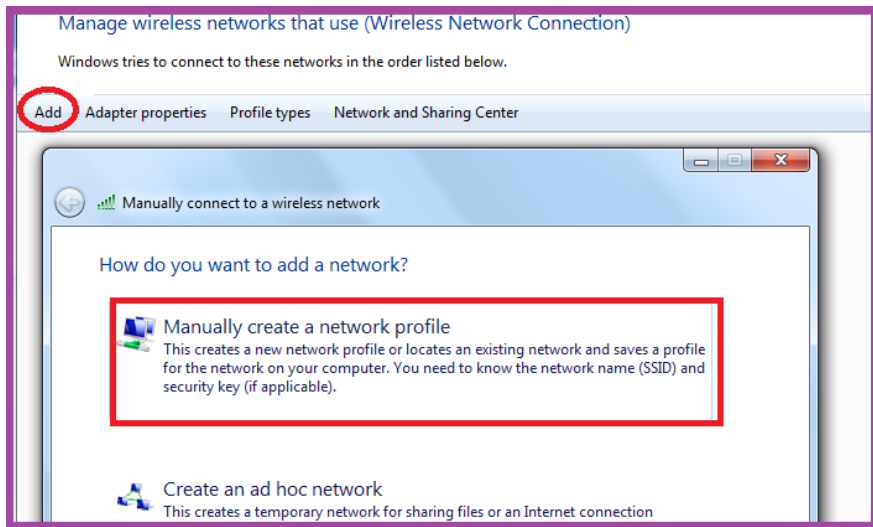 Manage wireless networks that use (Wireless Network Connection)
Windows tries to connect to these networks in the order listed below.
Add Adapter properties Profile types Network and Sharing Center
Manually connect to a wireless network
How do you want to add a network?
Manually create a network profile
This creates a new network profile or locates an existing network and saves a profile
for the network on your computer. You need to know the network name (SSID) and
security key (if applicable).
Create an ad hoc network
This creates a temporary network for sharing files or an Internet connection